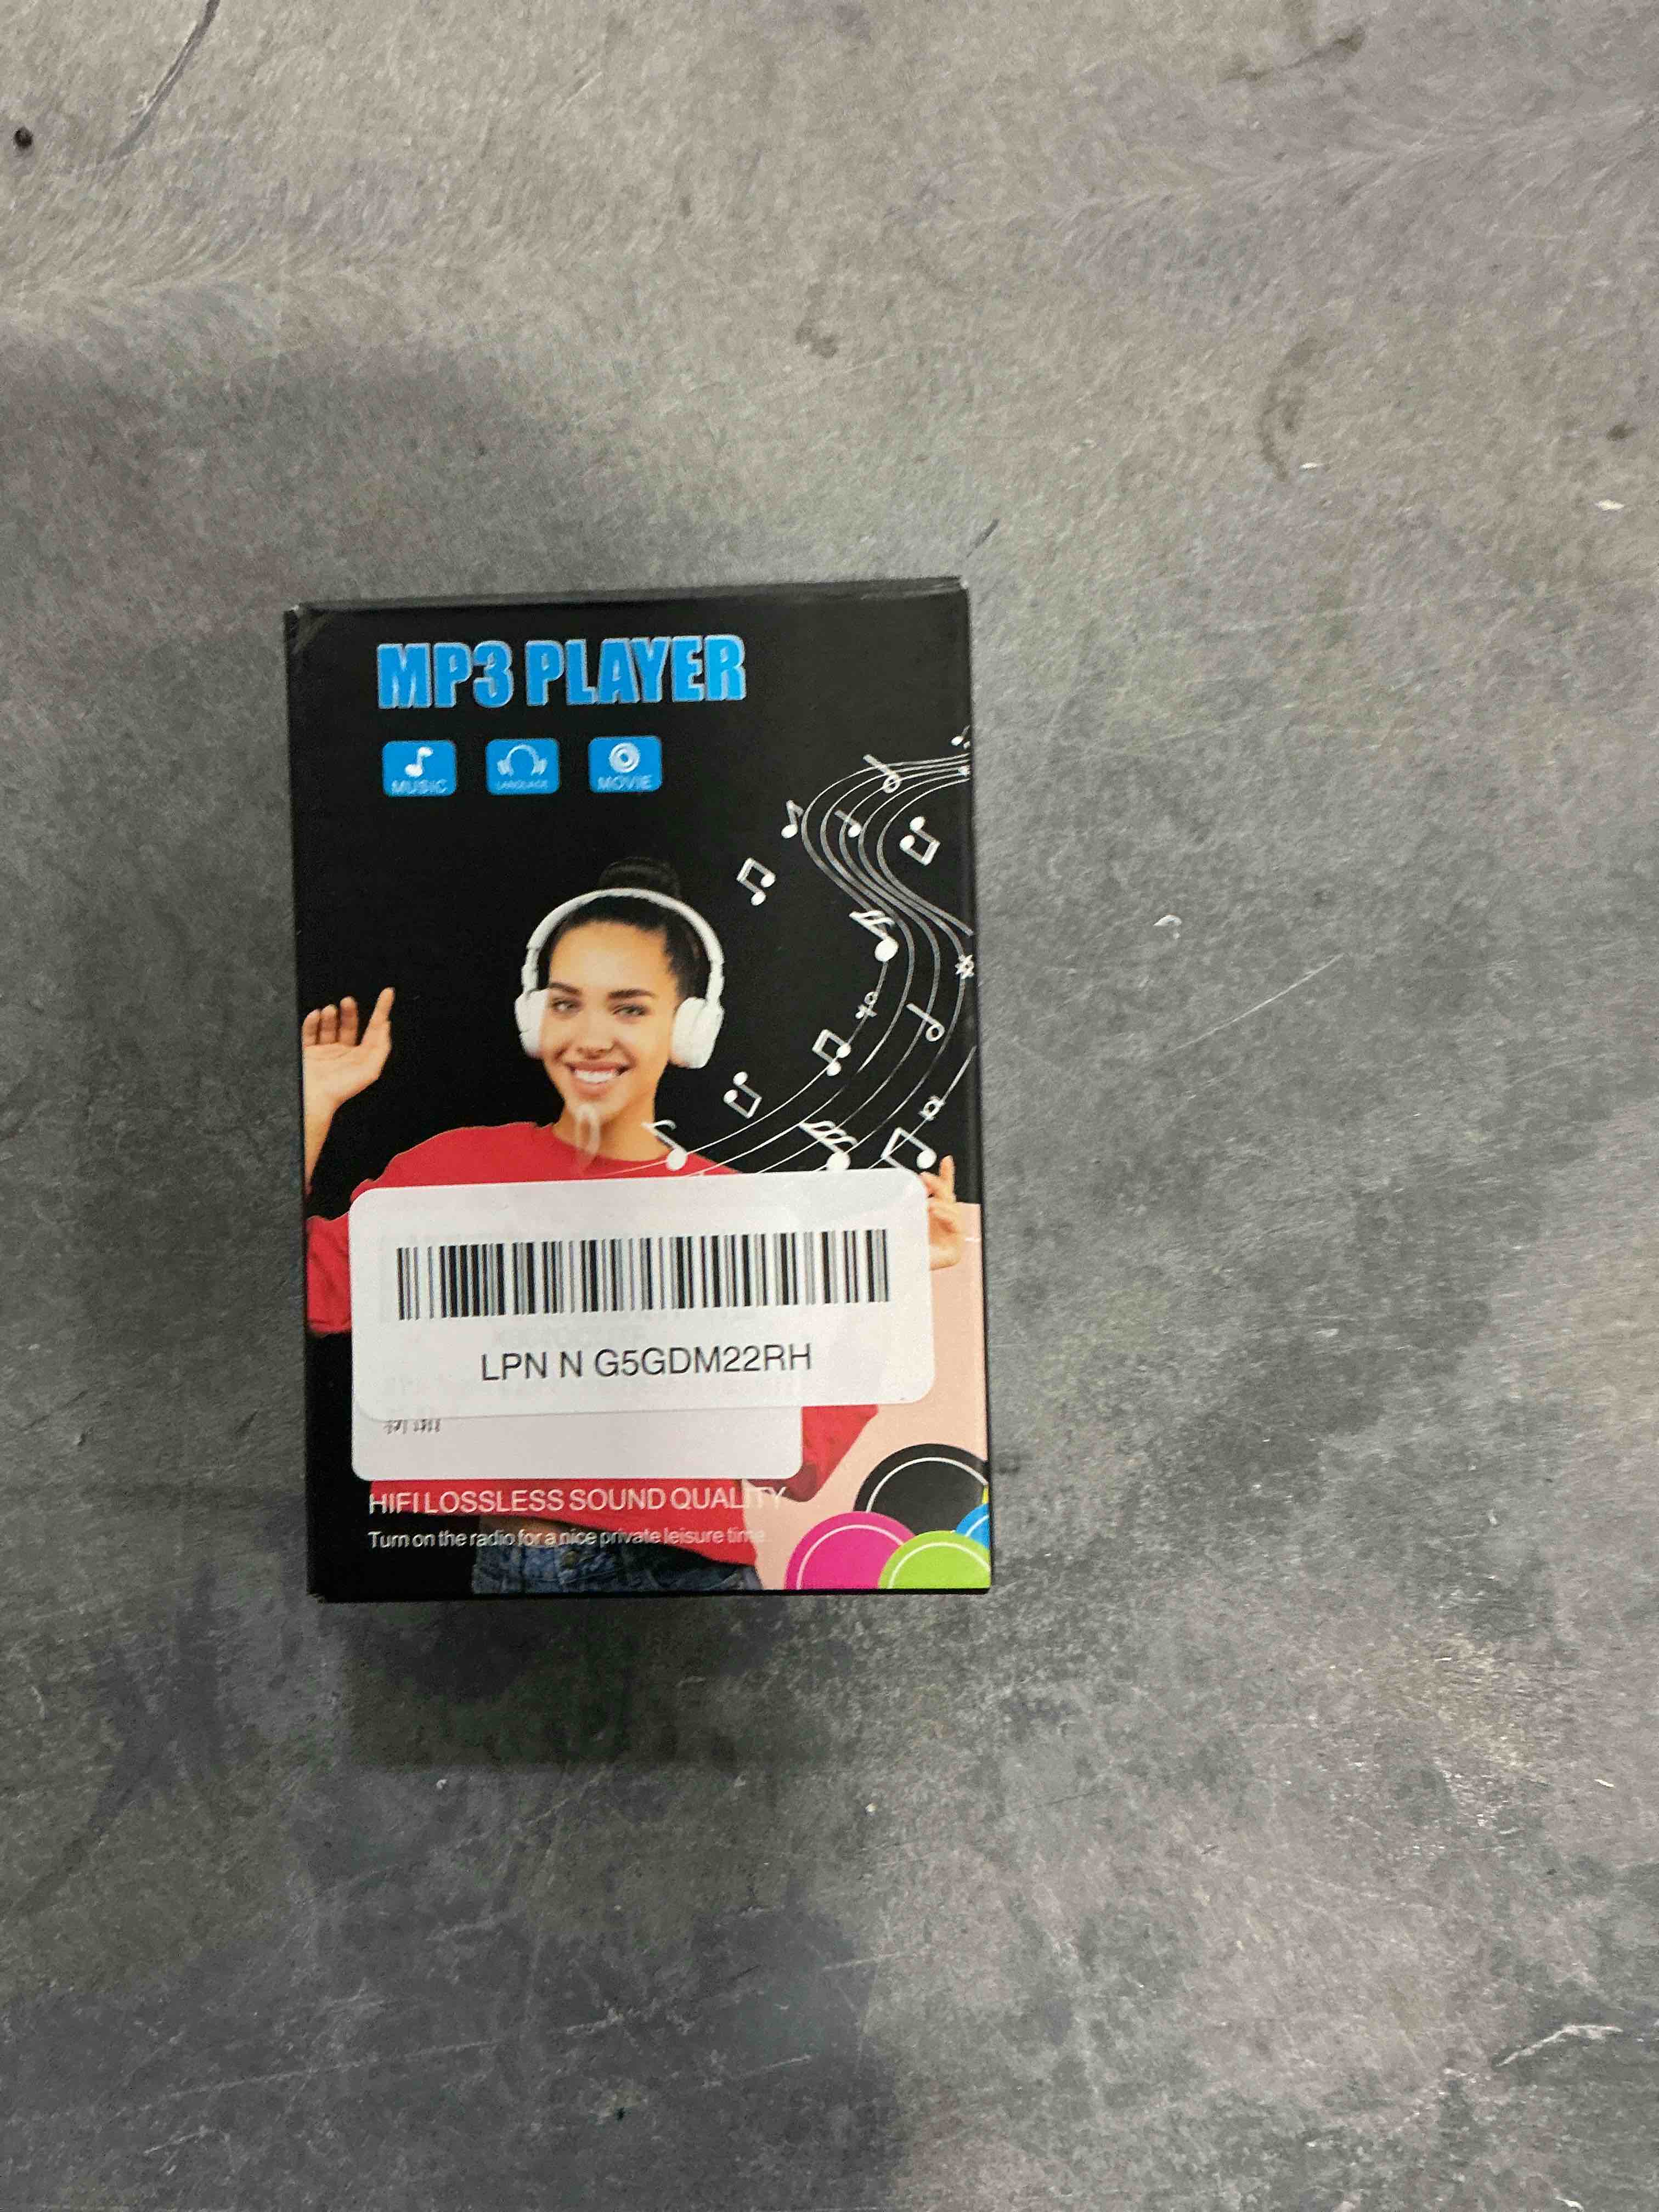 MP3 PLAYER
MUSIC LANGUAGE MOVIE
LPN N G5GDM22RH
HIFI LOSSLESS SOUND QUALITY
Turn on the radio for a nice private leisure time